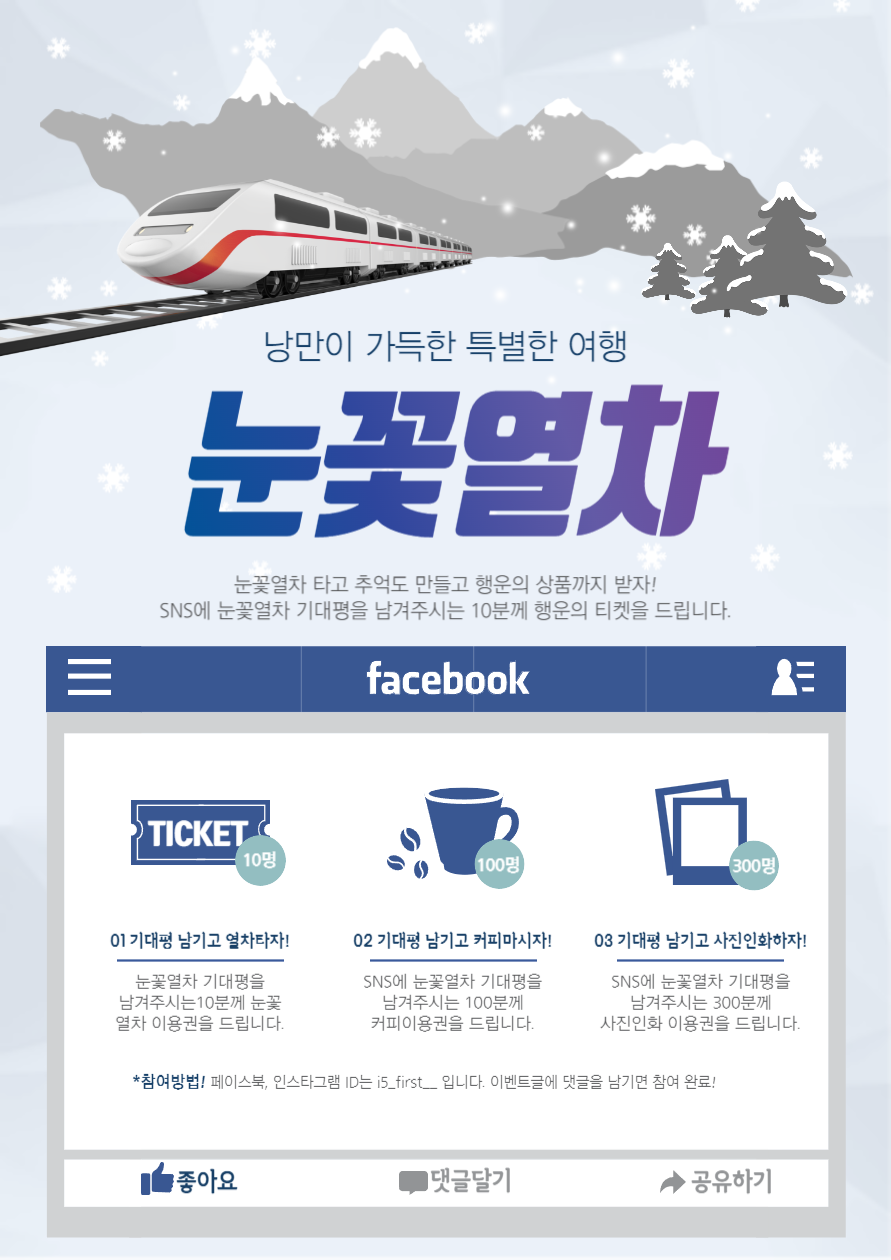 낭만이 가득한 특별한 여행
눈꽃열차
눈꽃열차 타고 추억도 만들고 행운의 상품까지 받자!
SNS에 눈꽃열차 기대평을 남겨주시는 10분께 행운의 티켓을 드립니다.
facebook
TICKET
10명
100명
300명
01 기대평 남기고 열차타자!
눈꽃열차 기대평을
남겨주시는10분께 눈꽃
열차 이용권을 드립니다.
02 기대평 남기고 커피마시자!
SNS에 눈꽃열차 기대평을
남겨주시는 100분께
커피이용권을 드립니다.
03 기대평 남기고 사진인화하자!
SNS에 눈꽃열차 기대평을
남겨주시는 300분께
사진인화 이용권을 드립니다.
*참여방법! 페이스북, 인스타그램 ID는 i5_first__ 입니다. 이벤트글에 댓글을 남기면 참여 완료!
좋아요
댓글달기
공유하기